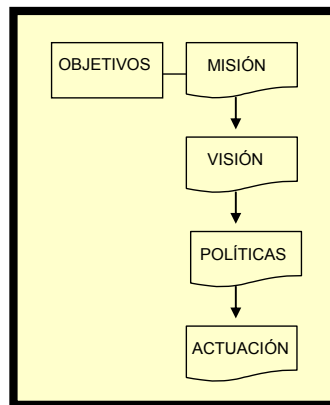 OBJETIVOS
MISIÓN
VISIÓN
POLÍTICAS
ACTUACIÓN